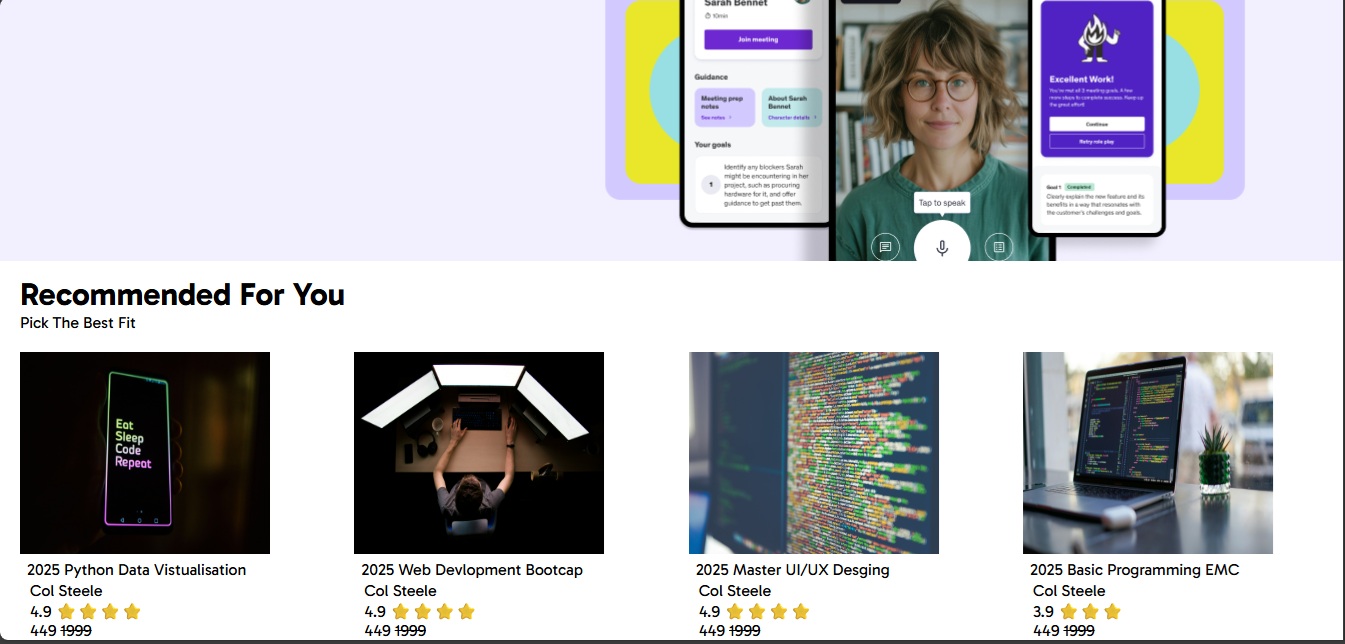 Sarah Bennet
10min
Join meeting
Guidance
Meeting prep
notes
See notes >
About Sarah
Bennet
Character details >
Your goals
1
Identify any blockers Sarah
might be encountering in her
project, such as procuring
hardware for it, and offer
guidance to get past them.
Tap to speak
Excellent Work!
You've met all 3 meeting goals. A few
more steps to complete success. Keep up
the great effort!
Continue
Retry role play
Goal 1 Completed
Clearly explain the new feature and its
benefits in a way that resonates with
the customer's challenges and goals.
Recommended For You
Pick The Best Fit
Eat
Sleep
Code
Repeat
2025 Python Data Vistualisation
Col Steele
4.9
449 1999
2025 Web Devlopment Bootcap
Col Steele
4.9
449 1999
2025 Master UI/UX Desging
Col Steele
4.9
449 1999
2025 Basic Programming EMC
Col Steele
3.9
449 1999